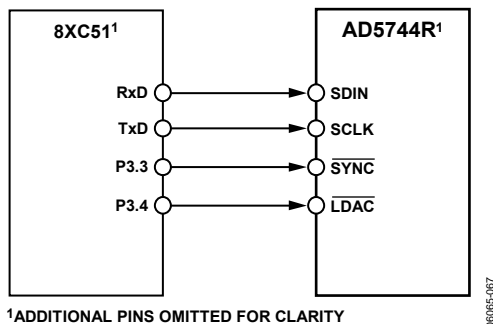 8XC51¹
AD5744R¹
RxD
SDIN
TxD
SCLK
P3.3
SYNC
P3.4
LDAC
¹ADDITIONAL PINS OMITTED FOR CLARITY
06065-067